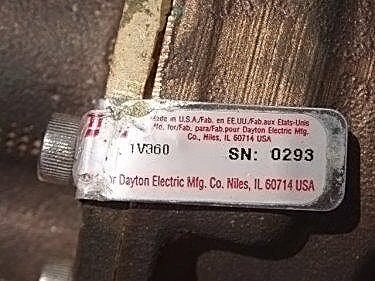 Made in U.S.A./Fab. en EE.UU./Fab.aux Etats-Unis
for/Fab. para/Fab.pour Dayton Electric Mfg.
Co., Niles, IL 60714 USA
1V360 SN: 0293
for Dayton Electric Mfg. Co. Niles, IL 60714 USA